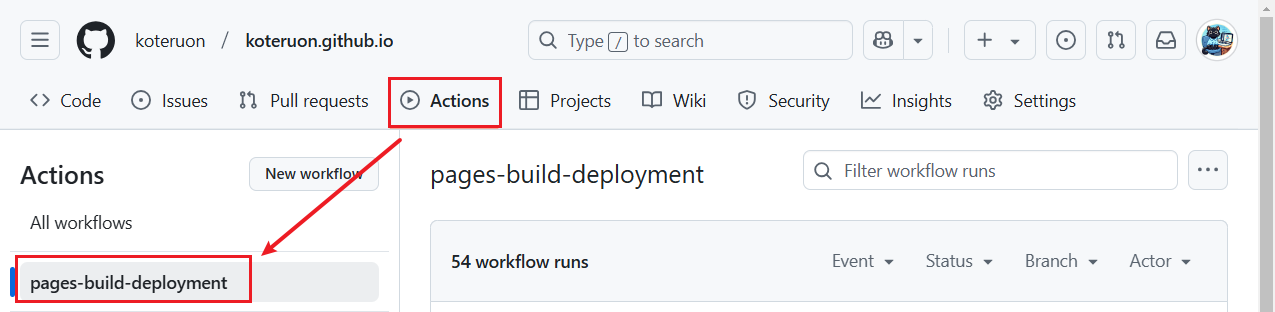 koteruon / koteruon.github.io Type / to search
Code Issues Pull requests Actions Projects Wiki Security Insights Settings
Actions New workflow
All workflows
pages-build-deployment
pages-build-deployment Filter workflow runs
54 workflow runs Event Status Branch Actor